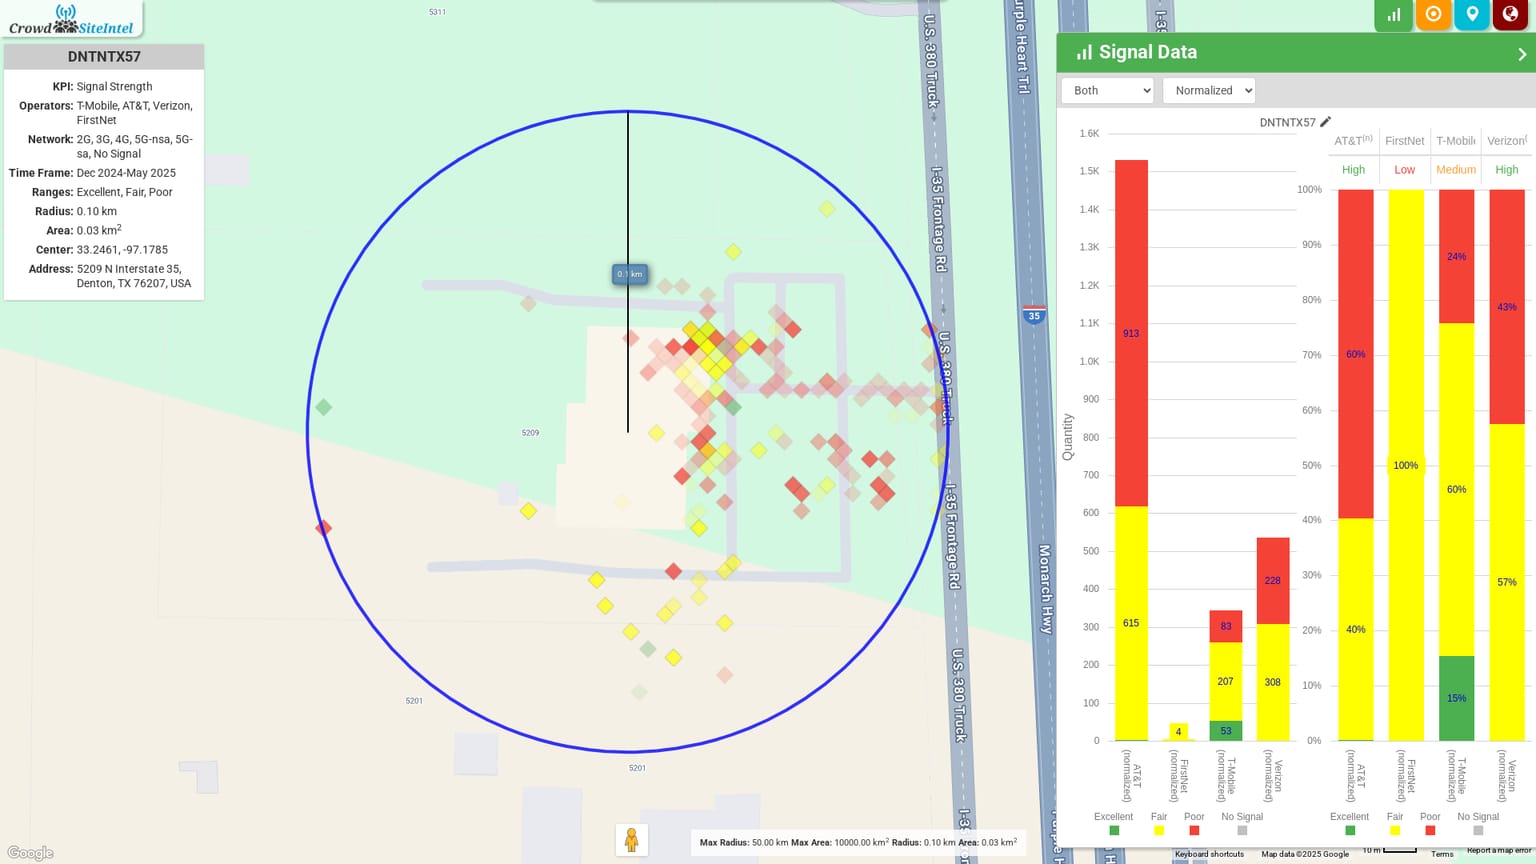 5311
Crowd SiteIntel
DNTNTX57
KPI: Signal Strength
Operators: T-Mobile, AT&T, Verizon,
FirstNet
Network: 2G, 3G, 4G, 5G-nsa, 5G-
sa, No Signal
Time Frame: Dec 2024-May 2025
Ranges: Excellent, Fair, Poor
Radius: 0.10 km
Area: 0.03 km2
Center: 33.2461, -97.1785
Address: 5209 N Interstate 35,
Denton, TX 76207, USA
0.1 km
5209
5201
5201
U.S. 380 Truck
I-35 Frontage Rd
U.S. 380 Truck
I-35 Frontage Rd
U.S. 380 Truck
urple Heart Trl
35
Monarch Hwy
Google
Max Radius: 50.00 km Max Area: 10000.00 km2 Radius: 0.10 km Area: 0.03 km2
Signal Data
Both
Normalized
DNTNTX57
Quantity
1.6K
1.5K
1.4K
1.3K
1.2K
1.1K
1.0K
900
800
700
600
500
400
300
200
100
0
913
615
4
83
207
53
228
308
AT&T
(normalized)
FirstNet
(normalized)
T-Mobile
(normalized)
Verizon
(normalized)
Excellent Fair Poor No Signal
AT&T(n) FirstNet T-Mobile Verizon(
High Low Medium High
100%
90%
80%
70%
60%
50%
40%
30%
20%
10%
0%
60%
40%
100%
24%
60%
15%
43%
57%
AT&T
(normalized)
FirstNet
(normalized)
T-Mobile
(normalized)
Verizon
(normalized)
Excellent Fair Poor No Signal
Keyboard shortcuts Map data ©2025 Google 10 m Terms Report a map error